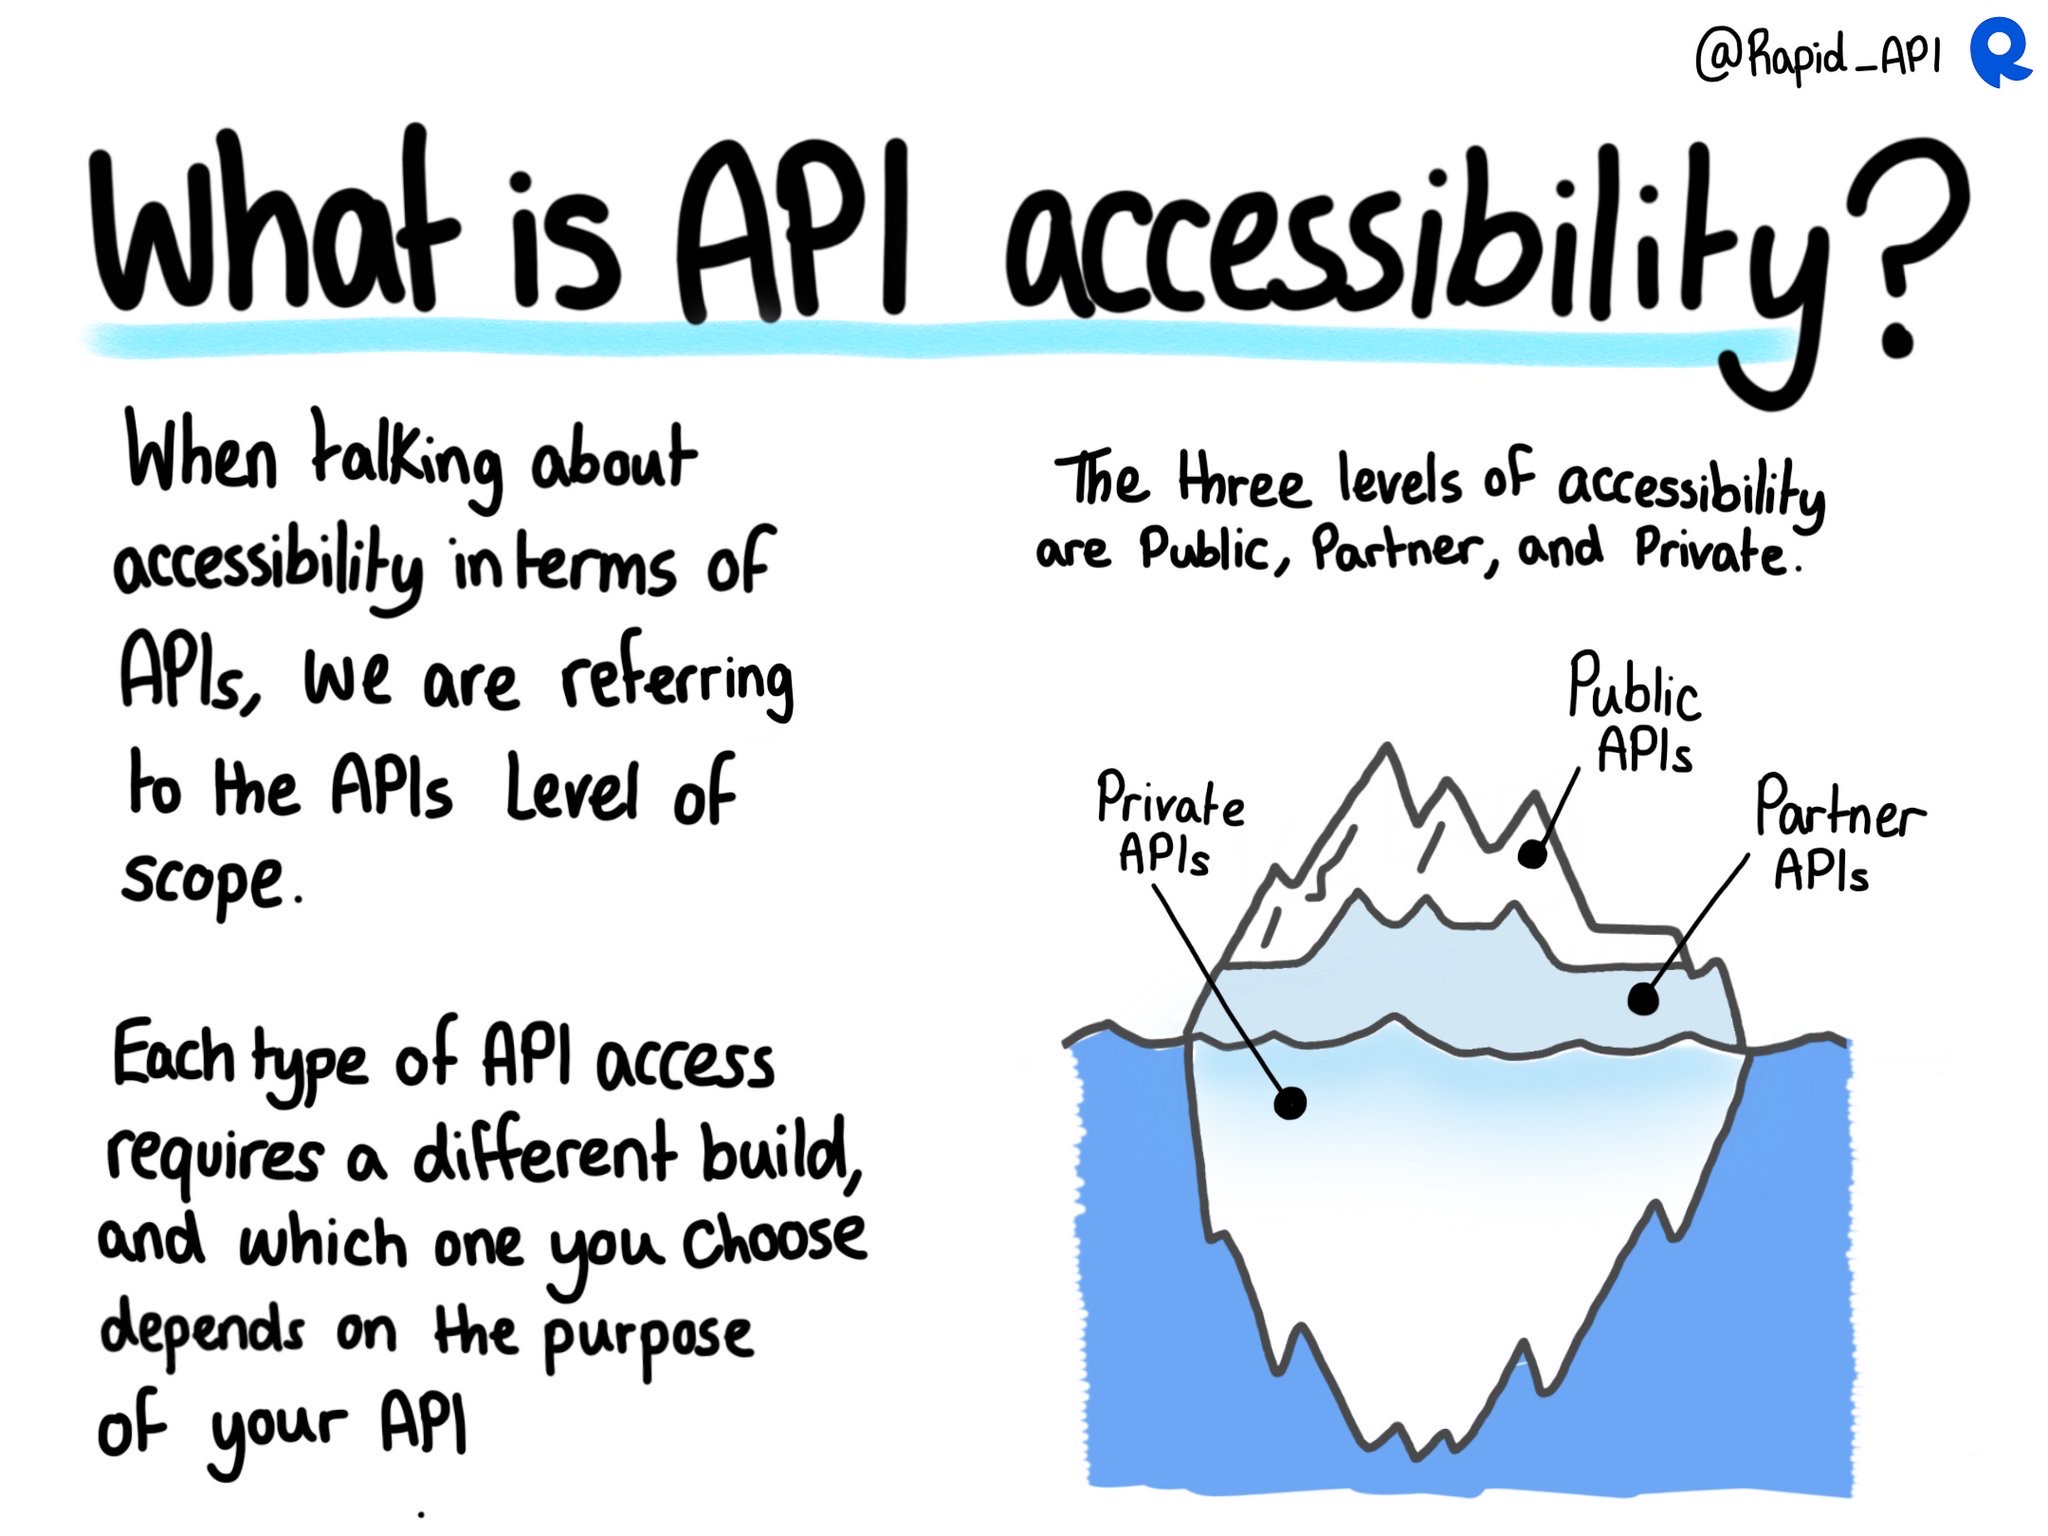 @Rapid_API
What is API accessibility?
When talking about
accessibility in terms of
APIs, we are referring
to the APIs Level of
scope.
Each type of API access
requires a different build,
and which one you choose
depends on the purpose
of your API
The three levels of accessibility
are Public, Partner, and Private.
Public
APIs
Private
APIs
Partner
APIs